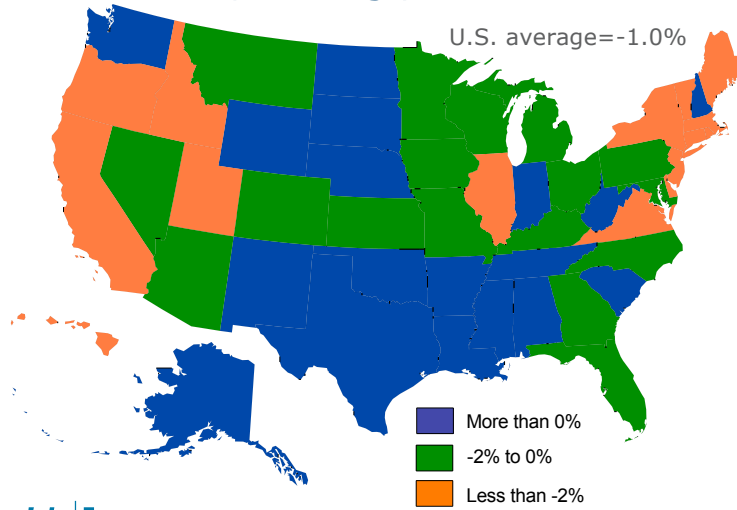 U.S. average=-1.0%
More than 0%
-2% to 0%
Less than -2%